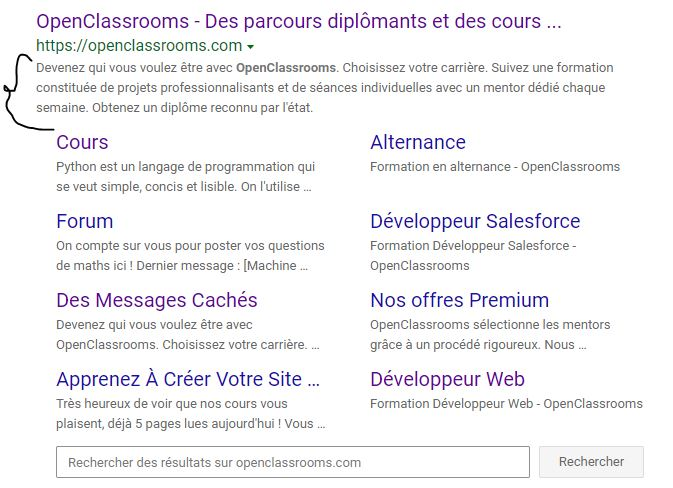 OpenClassrooms - Des parcours diplômants et des cours ...
https://openclassrooms.com
Devenez qui vous voulez être avec OpenClassrooms. Choisissez votre carrière. Suivez une formation
constituée de projets professionnalisants et de séances individuelles avec un mentor dédié chaque
semaine. Obtenez un diplôme reconnu par l'état.
Cours
Python est un langage de programmation qui
se veut simple, concis et lisible. On l'utilise ...
Alternance
Formation en alternance - OpenClassrooms
Forum
On compte sur vous pour poster vos questions
de maths ici ! Dernier message : [Machine ...
Développeur Salesforce
Formation Développeur Salesforce -
OpenClassrooms
Des Messages Cachés
Devenez qui vous voulez être avec
OpenClassrooms. Choisissez votre carrière. ...
Nos offres Premium
OpenClassrooms sélectionne les mentors
grâce à un procédé rigoureux. Nous ...
Apprenez À Créer Votre Site ...
Très heureux de voir que nos cours vous
plaisent, déjà 5 pages lues aujourd'hui ! Vous ...
Développeur Web
Formation Développeur Web - OpenClassrooms
Rechercher des résultats sur openclassrooms.com
Rechercher